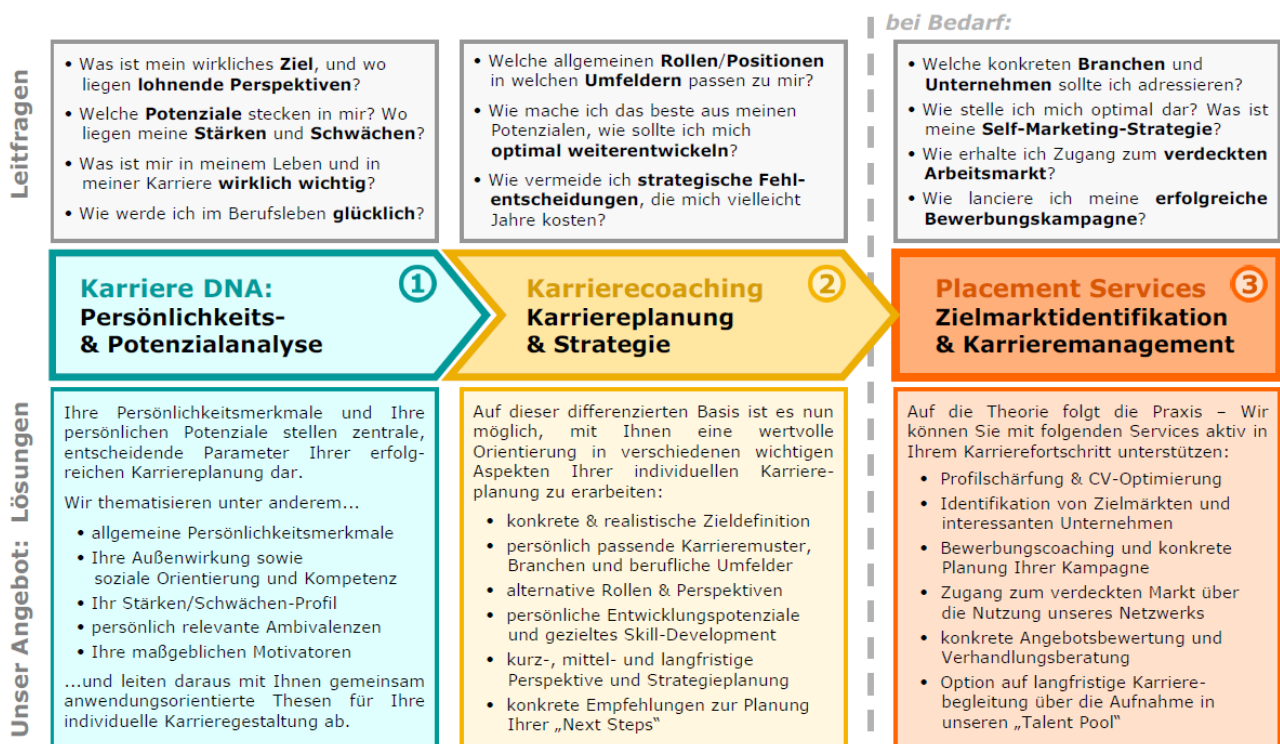 bei Bedarf:
Leitfragen
• Was ist mein wirkliches Ziel, und wo
liegen lohnende Perspektiven?
• Welche Potenziale stecken in mir? Wo
liegen meine Stärken und Schwächen?
• Was ist mir in meinem Leben und in
meiner Karriere wirklich wichtig?
• Wie werde ich im Berufsleben glücklich?
• Welche allgemeinen Rollen/Positionen
in welchen Umfeldern passen zu mir?
• Wie mache ich das beste aus meinen
Potenzialen, wie sollte ich mich
optimal weiterentwickeln?
• Wie vermeide ich strategische Fehl-
entscheidungen, die mich vielleicht
Jahre kosten?
• Welche konkreten Branchen und
Unternehmen sollte ich adressieren?
• Wie stelle ich mich optimal dar? Was ist
meine Self-Marketing-Strategie?
• Wie erhalte ich Zugang zum verdeckten
Arbeitsmarkt?
• Wie lanciere ich meine erfolgreiche
Bewerbungskampagne?
Karriere DNA: 1
Persönlichkeits-
& Potenzialanalyse
Karrierecoaching 2
Karriereplanung
& Strategie
Placement Services 3
Zielmarktidentifikation
& Karrieremanagement
Unser Angebot: Lösungen
Ihre Persönlichkeitsmerkmale und Ihre
persönlichen Potenziale stellen zentrale,
entscheidende Parameter Ihrer erfolg-
reichen Karriereplanung dar.
Wir thematisieren unter anderem...
• allgemeine Persönlichkeitsmerkmale
• Ihre Außenwirkung sowie
soziale Orientierung und Kompetenz
• Ihr Stärken/Schwächen-Profil
• persönlich relevante Ambivalenzen
• Ihre maßgeblichen Motivatoren
...und leiten daraus mit Ihnen gemeinsam
anwendungsorientierte Thesen für Ihre
individuelle Karrieregestaltung ab.
Auf dieser differenzierten Basis ist es nun
möglich, mit Ihnen eine wertvolle
Orientierung in verschiedenen wichtigen
Aspekten Ihrer individuellen Karriere-
planung zu erarbeiten:
• konkrete & realistische Zieldefinition
• persönlich passende Karrieremuster,
Branchen und berufliche Umfelder
• alternative Rollen & Perspektiven
• persönliche Entwicklungspotenziale
und gezieltes Skill-Development
• kurz-, mittel- und langfristige
Perspektive und Strategieplanung
• konkrete Empfehlungen zur Planung
Ihrer „Next Steps“
Auf die Theorie folgt die Praxis – Wir
können Sie mit folgenden Services aktiv in
Ihrem Karrierefortschritt unterstützen:
• Profilschärfung & CV-Optimierung
• Identifikation von Zielmärkten und
interessanten Unternehmen
• Bewerbungscoaching und konkrete
Planung Ihrer Kampagne
• Zugang zum verdeckten Markt über
die Nutzung unseres Netzwerks
• konkrete Angebotsbewertung und
Verhandlungsberatung
• Option auf langfristige Karriere-
begleitung über die Aufnahme in
unseren „Talent Pool“